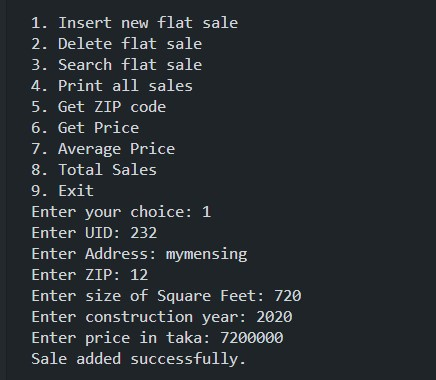 1. Insert new flat sale
2. Delete flat sale
3. Search flat sale
4. Print all sales
5. Get ZIP code
6. Get Price
7. Average Price
8. Total Sales
9. Exit
Enter your choice: 1
Enter UID: 232
Enter Address: mymensing
Enter ZIP: 12
Enter size of Square Feet: 720
Enter construction year: 2020
Enter price in taka: 7200000
Sale added successfully.